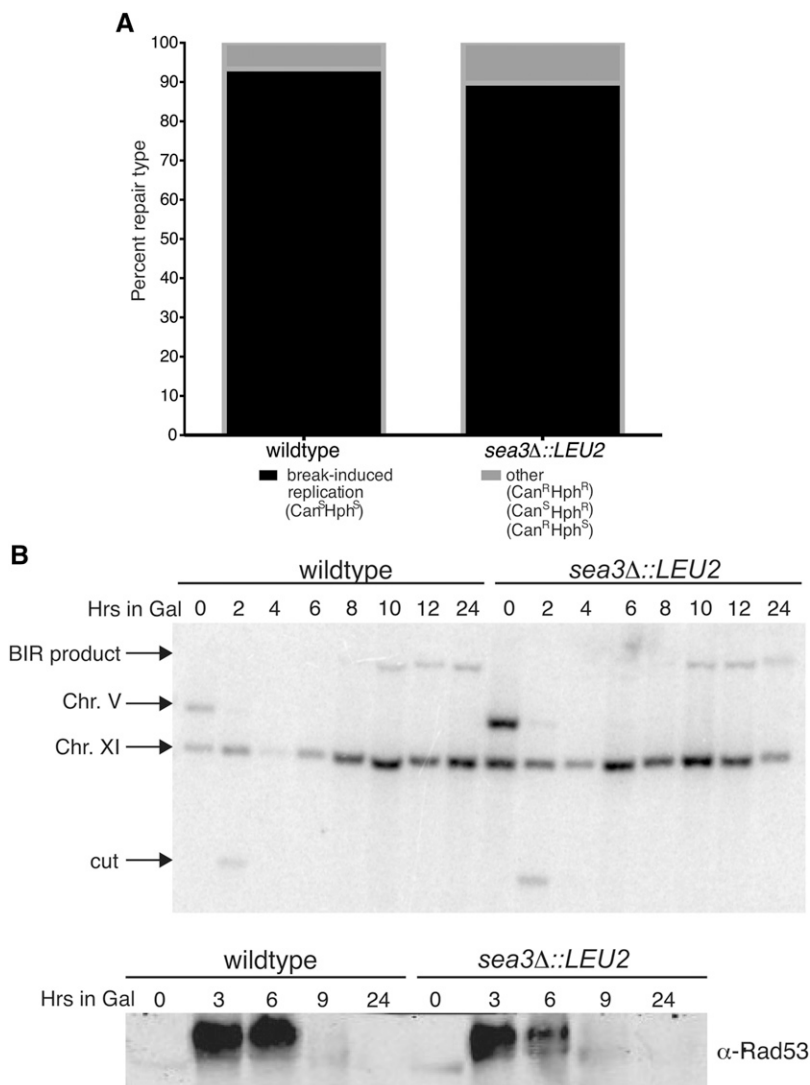 A
100
90
80
70
60
50
40
30
20
10
0
Percent repair type
wildtype sea3Δ::LEU2
break-induced
replication
(CanSHphS)
other
(CanRHphR)
(CanSHphR)
(CanRHphS)
B
wildtype sea3Δ::LEU2
Hrs in Gal 0 2 4 6 8 10 12 24 0 2 4 6 8 10 12 24
BIR product
Chr. V
Chr. XI
cut
wildtype sea3Δ::LEU2
Hrs in Gal 0 3 6 9 24 0 3 6 9 24
α-Rad53